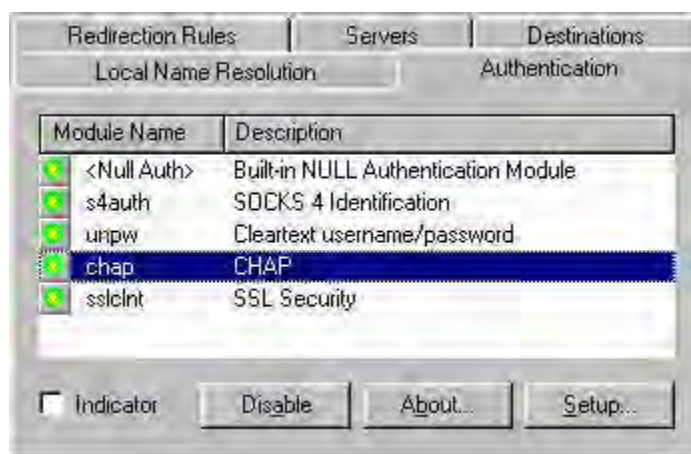 Redirection Rules Servers Destinations
Local Name Resolution Authentication
Module Name Description
<Null Auth> Built-in NULL Authentication Module
s4auth SOCKS 4 Identification
unpw Cleartext username/password
chap CHAP
sslclnt SSL Security
Indicator Disable About... Setup...